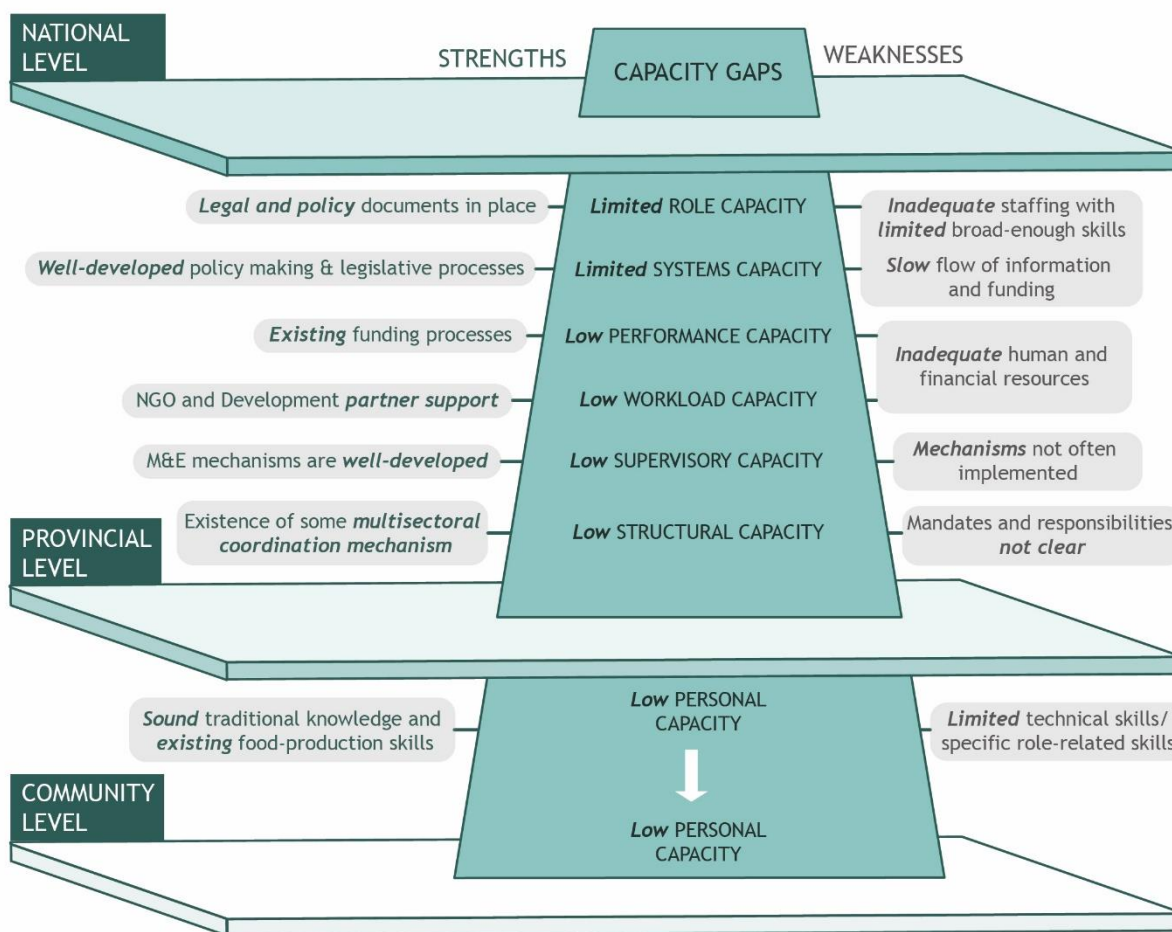 NATIONAL
LEVEL
STRENGTHS
CAPACITY GAPS
WEAKNESSES
Legal and policy documents in place
Limited ROLE CAPACITY
Inadequate staffing with
limited broad-enough skills
Well-developed policy making & legislative processes
Limited SYSTEMS CAPACITY
Slow flow of information
and funding
Existing funding processes
Low PERFORMANCE CAPACITY
Inadequate human and
financial resources
NGO and Development partner support
Low WORKLOAD CAPACITY
M&E mechanisms are well-developed
Low SUPERVISORY CAPACITY
Mechanisms not often
implemented
Existence of some multisectoral
coordination mechanism
Low STRUCTURAL CAPACITY
Mandates and responsibilities
not clear
PROVINCIAL
LEVEL
Sound traditional knowledge and
existing food-production skills
Low PERSONAL
CAPACITY
Limited technical skills/
specific role-related skills
COMMUNITY
LEVEL
Low PERSONAL
CAPACITY